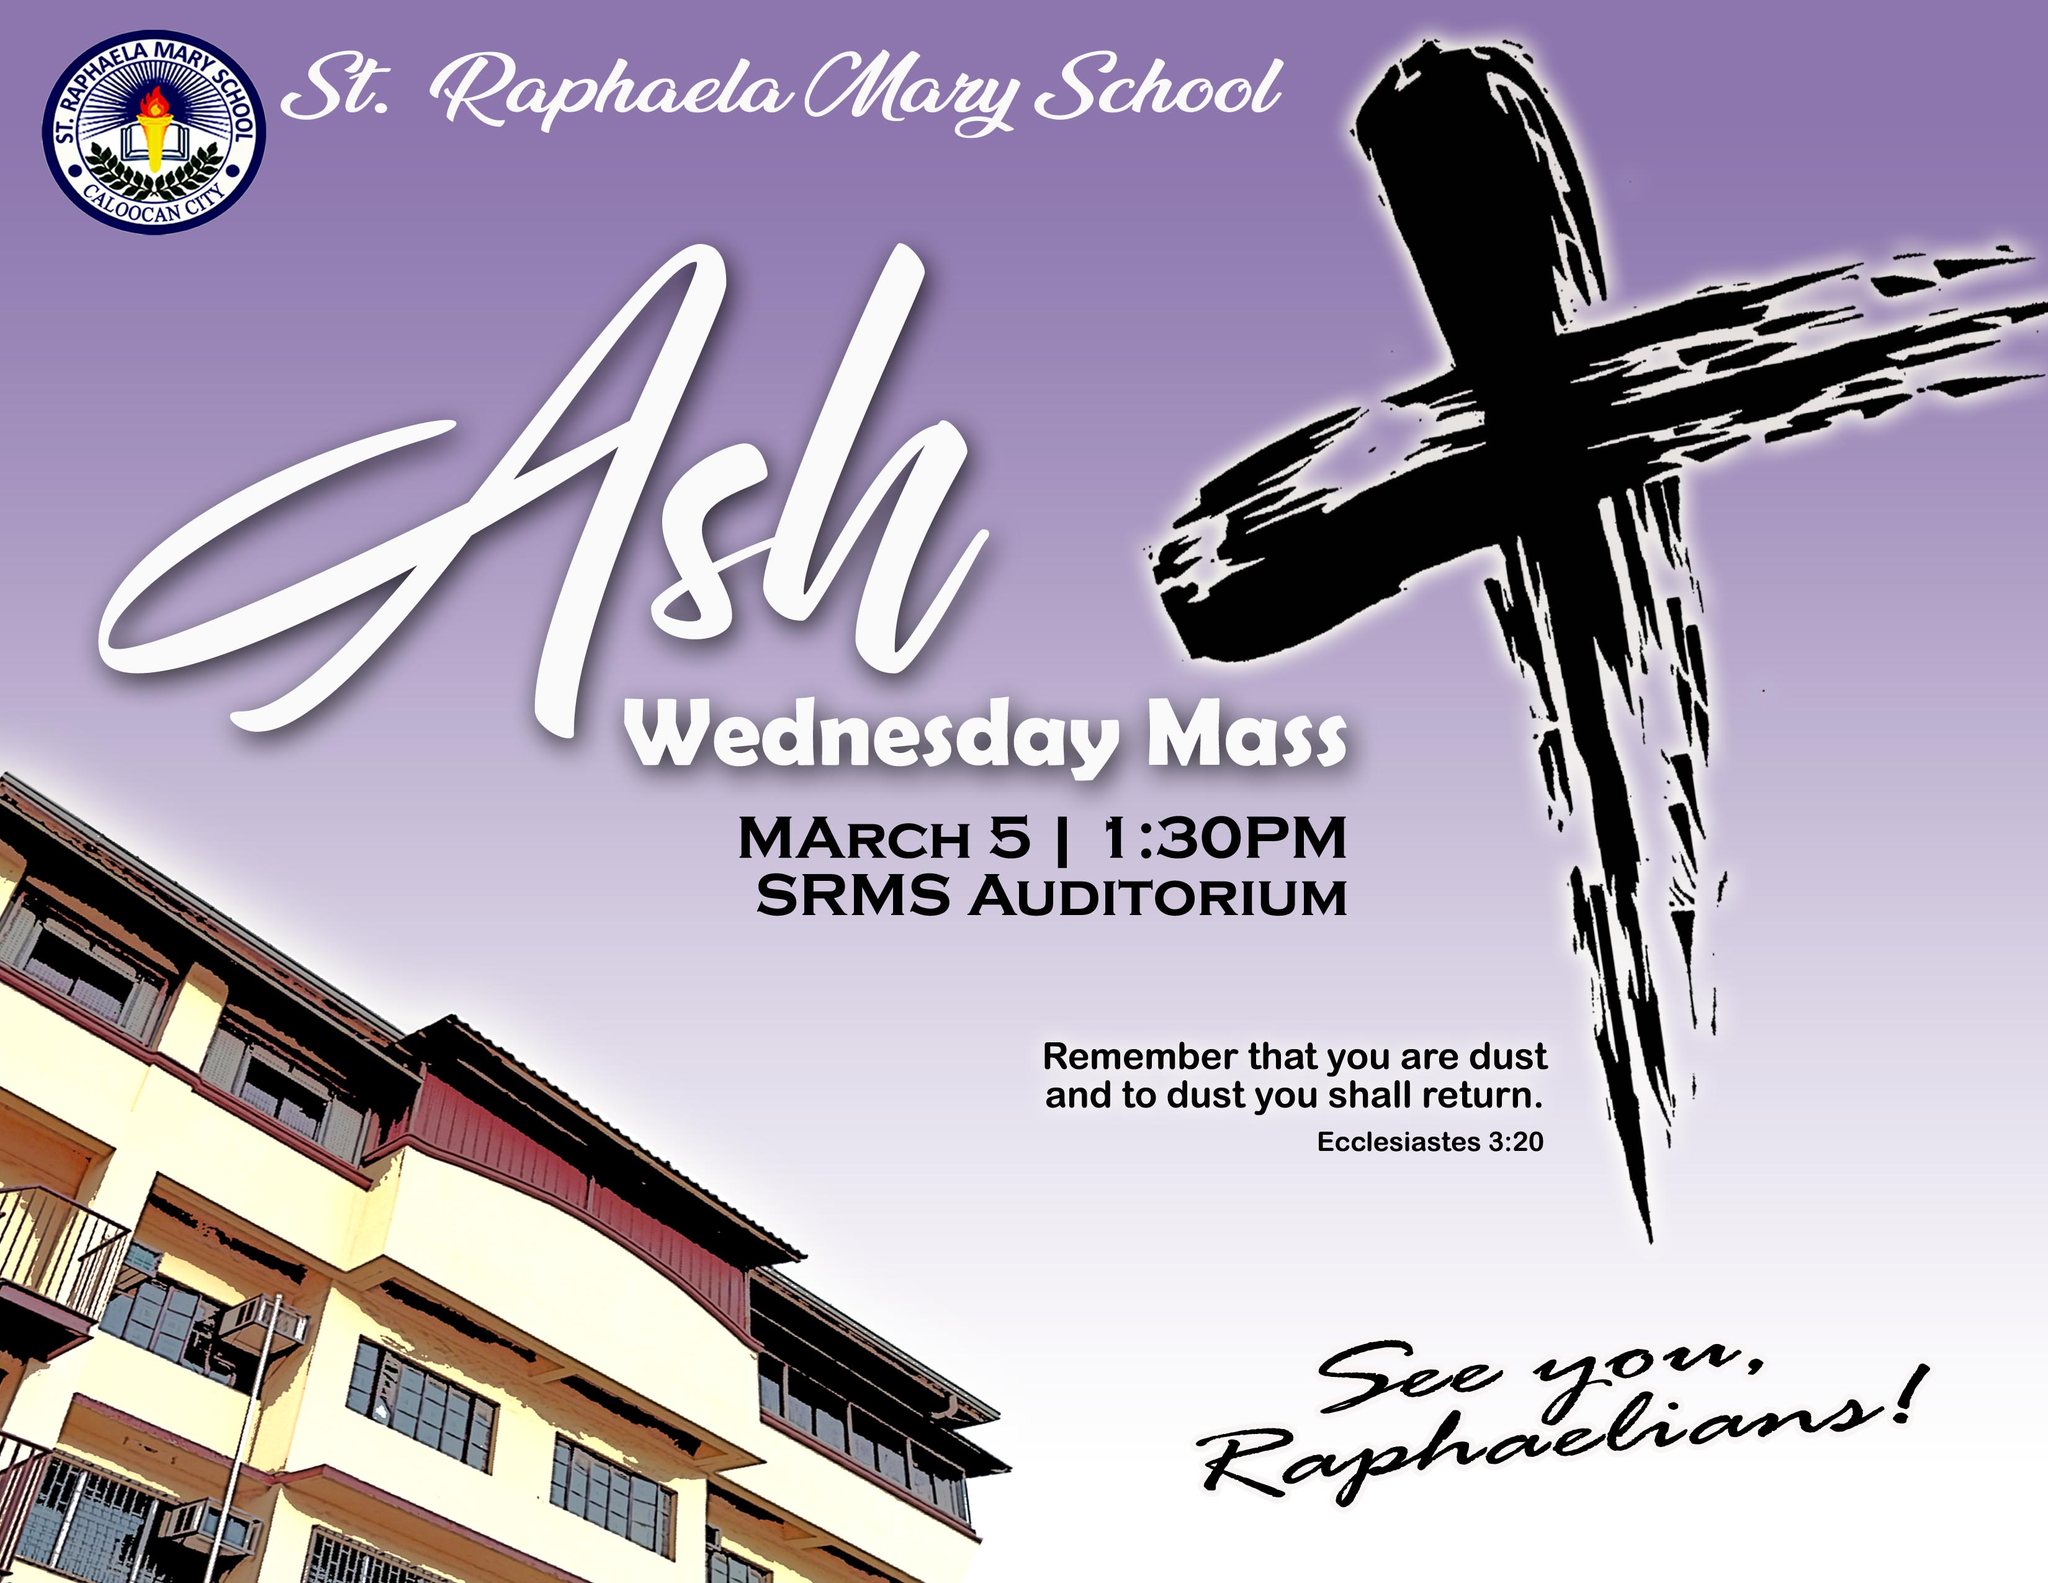 ST. RAPHAELA MARY SCHOOL
CALOOCAN CITY
St. Raphaela Mary School
Ash
Wednesday Mass
MArch 5 | 1:30PM
SRMS Auditorium
Remember that you are dust
and to dust you shall return.
Ecclesiastes 3:20
See you,
Raphaelians!